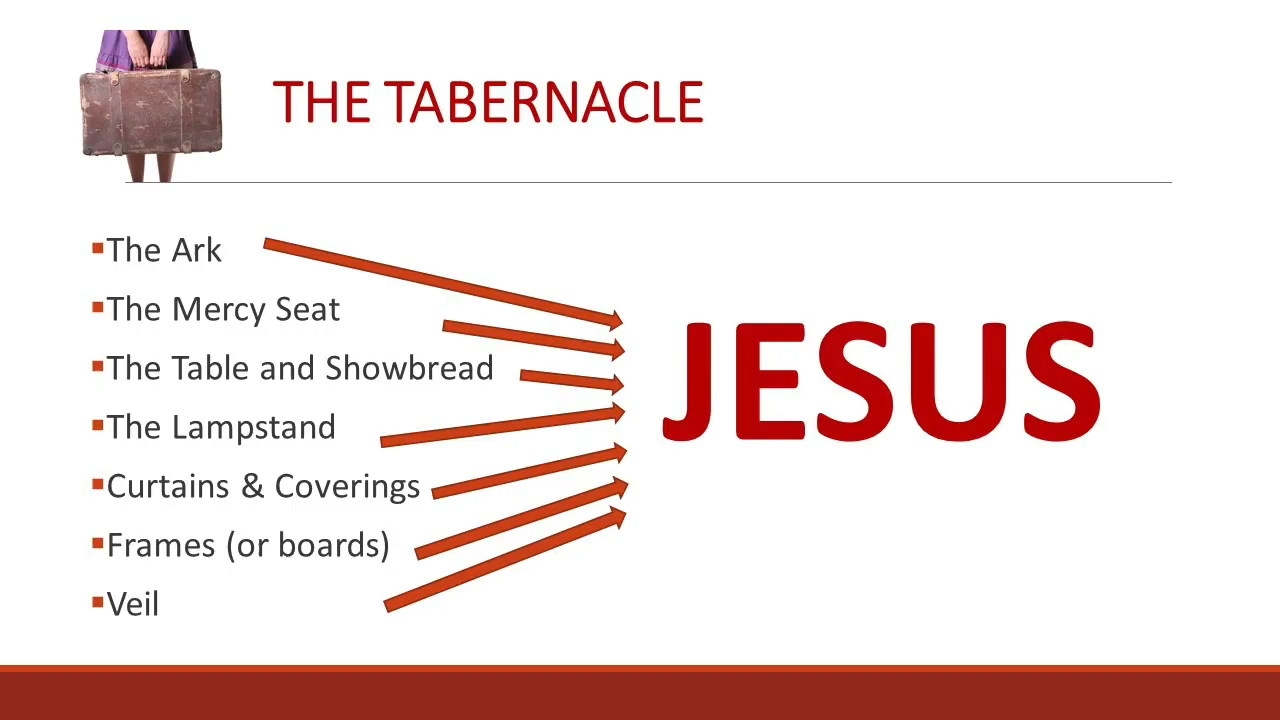 THE TABERNACLE
▪The Ark
▪The Mercy Seat
▪The Table and Showbread
▪The Lampstand
▪Curtains & Coverings
▪Frames (or boards)
▪Veil
JESUS